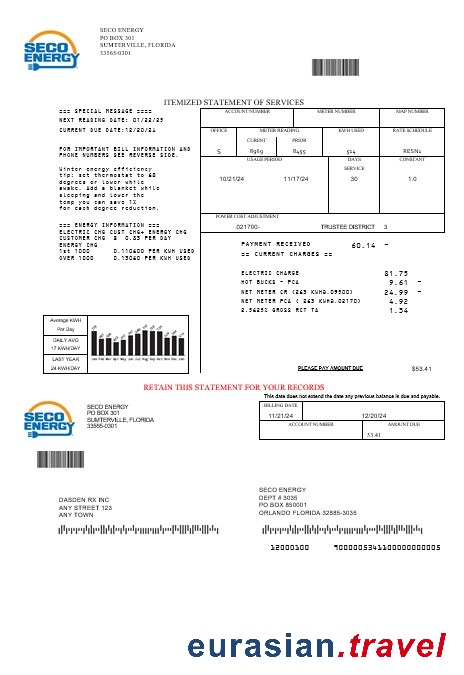 SECO ENERGY
PO BOX 301
SUMTERVILLE, FLORIDA
33565-0301
SECO
ENERGY
ITEMIZED STATEMENT OF SERVICES
=== SPECIAL MESSAGE ====
NEXT READING DATE: 01/22/25
CURRENT DUE DATE:12/20/24
FOR IMPORTANT BILL INFORMATION AND
PHONE NUMBERS SEE REVERSE SIDE.
Winter energy efficiency
tip: set thermostat to 68
degrees or lower while
awake. Add a blanket while
sleeping and lower the
temp you can save 1%
for each degree reduction.
=== ENERGY INFORMATION ===
ELECTRIC CHG CUST CHG+ ENERGY CHG
CUSTOMER CHG $ 0.83 PER DAY
ENERGY CHG
1st 1000 0.110600 PER KWH USED
OVER 1000 0.13060 PER KWH USED
ACCOUNT NUMBER METER NUMBER MAP NUMBER
OFFICE METER READING KWH USED RATE SCHEDULE
CURENT PRIOR
5 8969 8455 514 RESN1
USAGE PERIOD DAYS SERVICE CONSTANT
10/21/24 11/17/24 30 1.0
POWER COST ADJUSTMENT
.021700- TRUSTEE DISTRICT 3
PAYMENT RECEIVED 60.14 -
== CURRENT CHARGES ==
ELECTRIC CHARGE 81.75
HOT BUCKS - PCA 9.61 -
NET METER CR (263 KWH@.09500) 24.99 -
NET METER PCA ( 263 KWH@.02170) 4.92
2.5625% GROSS RCT TA 1.34
PLEASE PAY AMOUNT DUE $53.41
Average KWH
Per Day
DAILY AVG
17 KWH/DAY
LAST YEAR
24 KWH/DAY
RETAIN THIS STATEMENT FOR YOUR RECORDS
This date does not extend the date any previous balance is due and payable.
SECO
ENERGY
SECO ENERGY
PO BOX 301
SUMTERVILLE, FLORIDA
33565-0301
BILLING DATE
11/21/24 12/20/24
ACCOUNT NUMBER AMOUNT DUE
53.41
DASDEN RX INC
ANY STREET 123
ANY TOWN
SECO ENERGY
DEPT # 3035
PO BOX 850001
ORLANDO FLORIDA 32885-3035
12000100
eurasian.travel